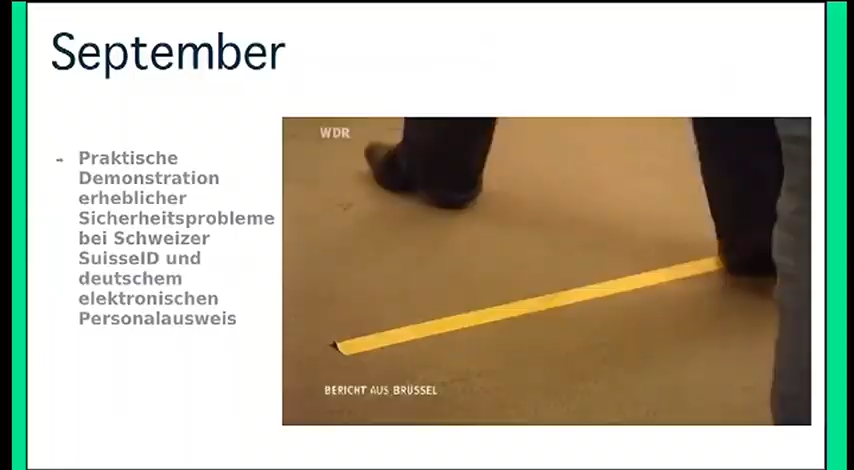 September
- Praktische
Demonstration
erheblicher
Sicherheitsprobleme
bei Schweizer
SuisseID und
deutschem
elektronischen
Personalausweis
WDR
BERICHT AUS BRÜSSEL